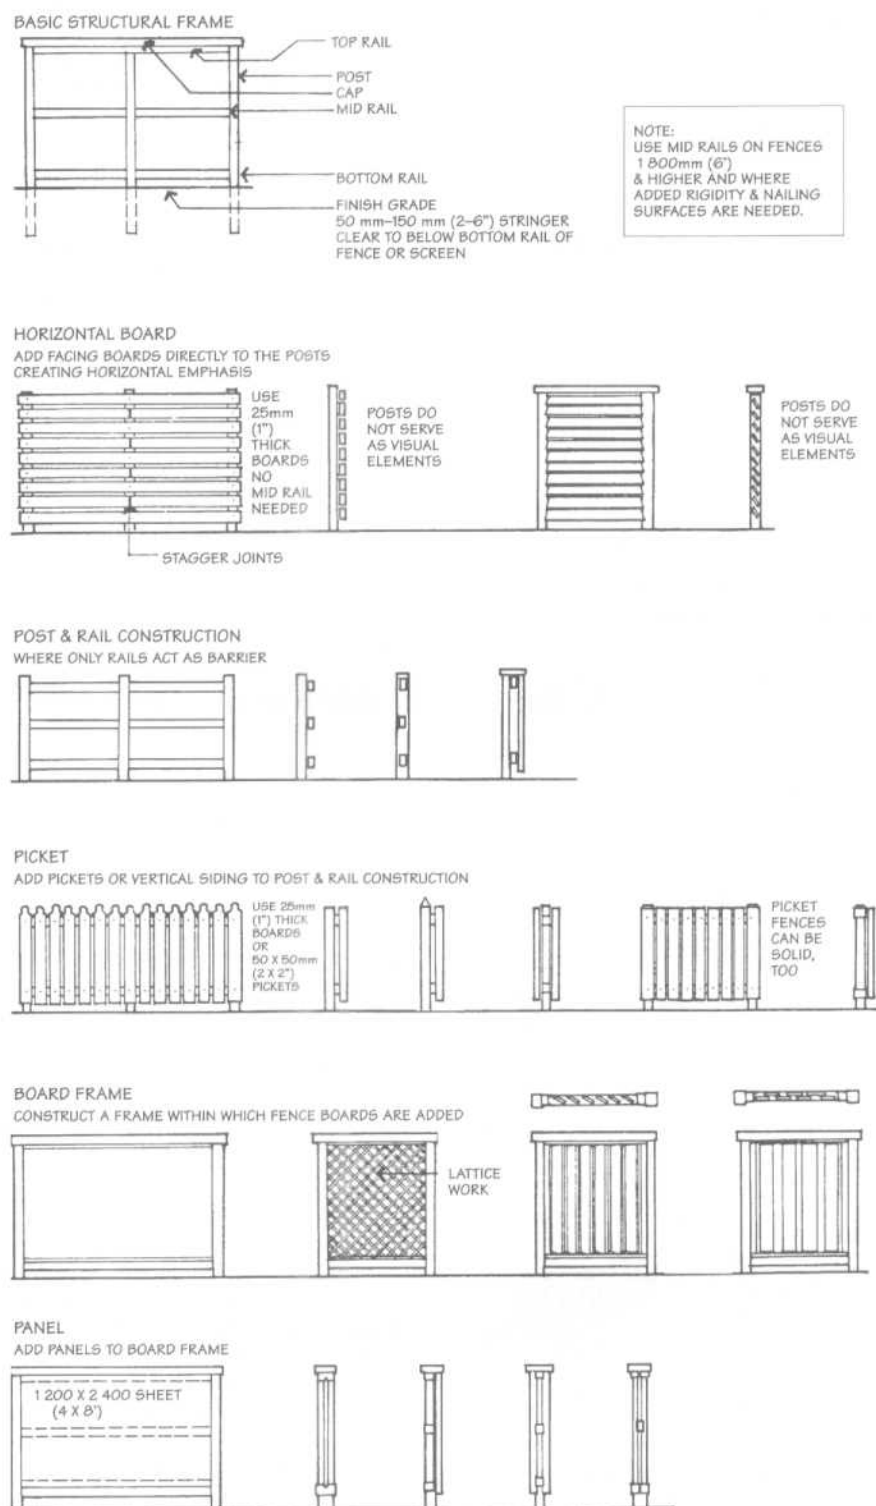 BASIC STRUCTURAL FRAME
TOP RAIL
POST
CAP
MID RAIL
BOTTOM RAIL
FINISH GRADE
50 mm–150 mm (2–6") STRINGER
CLEAR TO BELOW BOTTOM RAIL OF
FENCE OR SCREEN
NOTE:
USE MID RAILS ON FENCES
1 800mm (6")
& HIGHER AND WHERE
ADDED RIGIDITY & NAILING
SURFACES ARE NEEDED.
HORIZONTAL BOARD
ADD FACING BOARDS DIRECTLY TO THE POSTS
CREATING HORIZONTAL EMPHASIS
USE
25mm
(1")
THICK
BOARDS
NO
MID RAIL
NEEDED
STAGGER JOINTS
POSTS DO
NOT SERVE
AS VISUAL
ELEMENTS
POSTS DO
NOT SERVE
AS VISUAL
ELEMENTS
POST & RAIL CONSTRUCTION
WHERE ONLY RAILS ACT AS BARRIER
PICKET
ADD PICKETS OR VERTICAL SIDING TO POST & RAIL CONSTRUCTION
USE 25mm
(1") THICK
BOARDS
OR
50 X 50mm
(2 X 2")
PICKETS
PICKET
FENCES
CAN BE
SOLID,
TOO
BOARD FRAME
CONSTRUCT A FRAME WITHIN WHICH FENCE BOARDS ARE ADDED
LATTICE
WORK
PANEL
ADD PANELS TO BOARD FRAME
1 200 X 2 400 SHEET
(4 X 8')